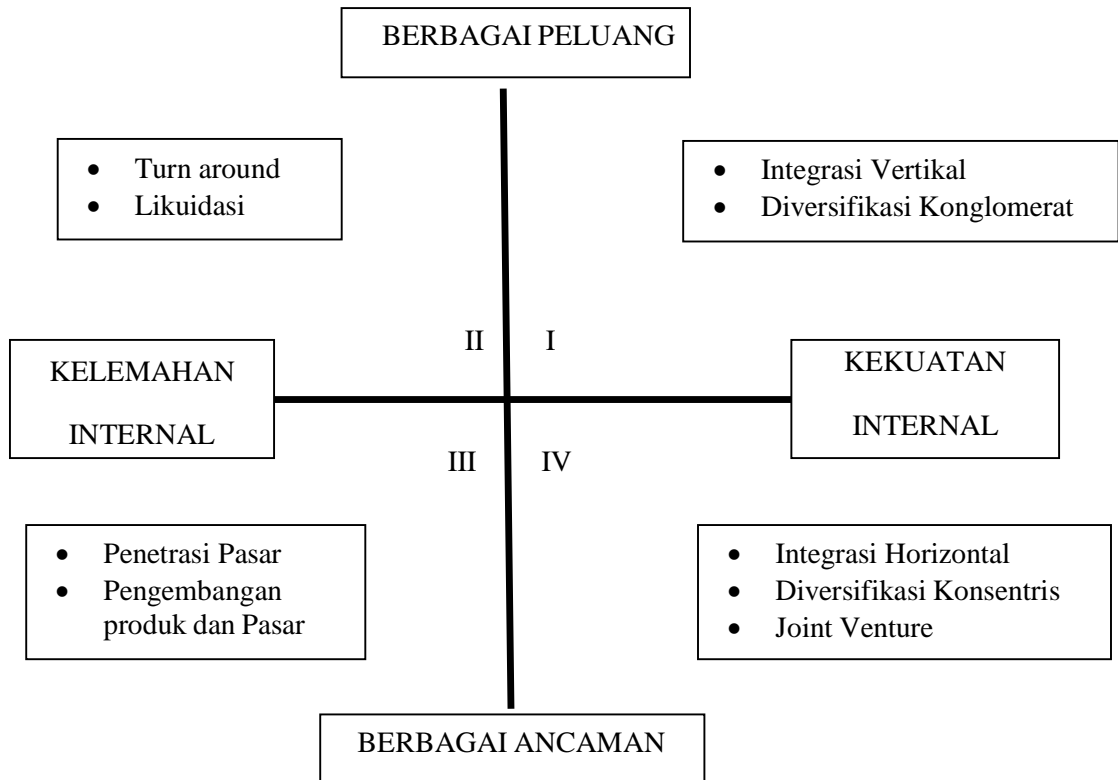 BERBAGAI PELUANG
• Turn around
• Likuidasi
• Integrasi Vertikal
• Diversifikasi Konglomerat
II
I
KELEMAHAN
INTERNAL
KEKUATAN
INTERNAL
III
IV
• Penetrasi Pasar
• Pengembangan
produk dan Pasar
• Integrasi Horizontal
• Diversifikasi Konsentris
• Joint Venture
BERBAGAI ANCAMAN